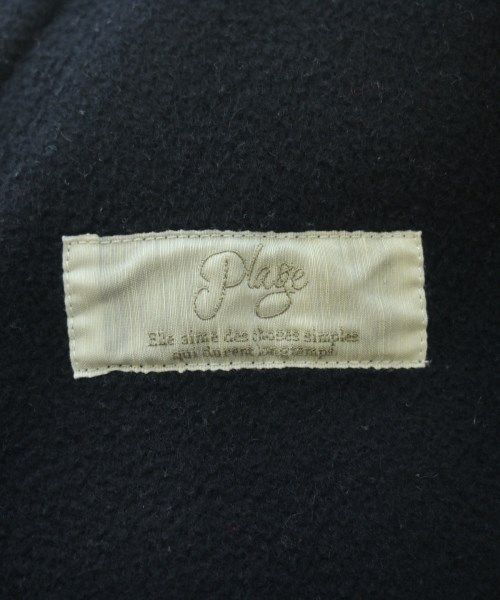 Plage
Elle aime des choses simples
qui durent longtemps.